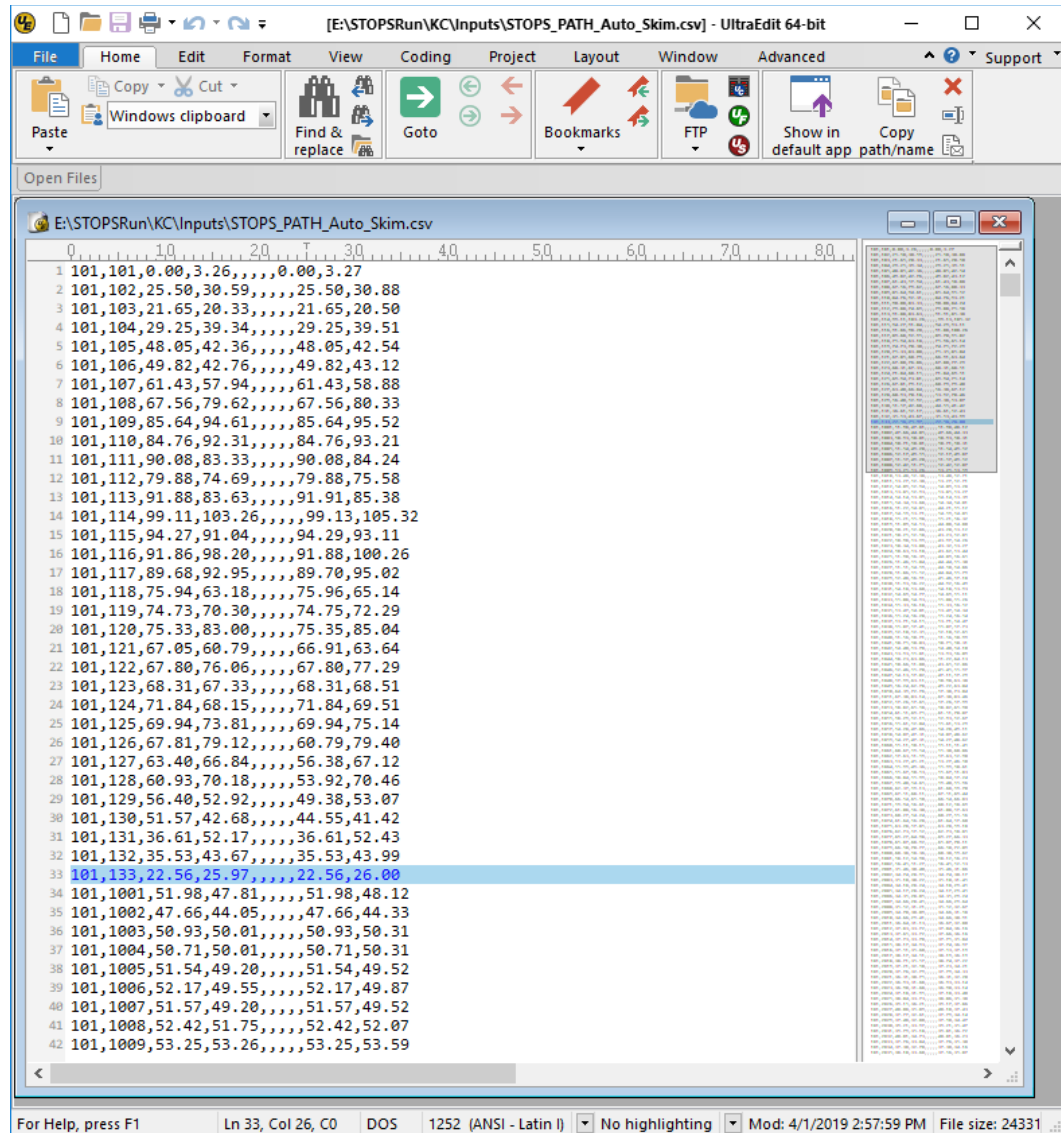 [E:\STOPSRun\KC\Inputs\STOPS_PATH_Auto_Skim.csv] - UltraEdit 64-bit
File Home Edit Format View Coding Project Layout Window Advanced Support
Copy Cut
Windows clipboard
Paste
Find & replace
Goto
Bookmarks
FTP
Show in default app
Copy path/name
Open Files
E:\STOPSRun\KC\Inputs\STOPS_PATH_Auto_Skim.csv
0 10 20 T 30 40 50 60 70 80
1 101,101,0.00,3.26,,,,,0.00,3.27
2 101,102,25.50,30.59,,,,,25.50,30.88
3 101,103,21.65,20.33,,,,,21.65,20.50
4 101,104,29.25,39.34,,,,,29.25,39.51
5 101,105,48.05,42.36,,,,,48.05,42.54
6 101,106,49.82,42.76,,,,,49.82,43.12
7 101,107,61.43,57.94,,,,,61.43,58.88
8 101,108,67.56,79.62,,,,,67.56,80.33
9 101,109,85.64,94.61,,,,,85.64,95.52
10 101,110,84.76,92.31,,,,,84.76,93.21
11 101,111,90.08,83.33,,,,,90.08,84.24
12 101,112,79.88,74.69,,,,,79.88,75.58
13 101,113,91.88,83.63,,,,,91.91,85.38
14 101,114,99.11,103.26,,,,,99.13,105.32
15 101,115,94.27,91.04,,,,,94.29,93.11
16 101,116,91.86,98.20,,,,,91.88,100.26
17 101,117,89.68,92.95,,,,,89.70,95.02
18 101,118,75.94,63.18,,,,,75.96,65.14
19 101,119,74.73,70.30,,,,,74.75,72.29
20 101,120,75.33,83.00,,,,,75.35,85.04
21 101,121,67.05,60.79,,,,,66.91,63.64
22 101,122,67.80,76.06,,,,,67.80,77.29
23 101,123,68.31,67.33,,,,,68.31,68.51
24 101,124,71.84,68.15,,,,,71.84,69.51
25 101,125,69.94,73.81,,,,,69.94,75.14
26 101,126,67.81,79.12,,,,,60.79,79.40
27 101,127,63.40,66.84,,,,,56.38,67.12
28 101,128,60.93,70.18,,,,,53.92,70.46
29 101,129,56.40,52.92,,,,,49.38,53.07
30 101,130,51.57,42.68,,,,,44.55,41.42
31 101,131,36.61,52.17,,,,,36.61,52.43
32 101,132,35.53,43.67,,,,,35.53,43.99
33 101,133,22.56,25.97,,,,,22.56,26.00
34 101,1001,51.98,47.81,,,,,51.98,48.12
35 101,1002,47.66,44.05,,,,,47.66,44.33
36 101,1003,50.93,50.01,,,,,50.93,50.31
37 101,1004,50.71,50.01,,,,,50.71,50.31
38 101,1005,51.54,49.20,,,,,51.54,49.52
39 101,1006,52.17,49.55,,,,,52.17,49.87
40 101,1007,51.57,49.20,,,,,51.57,49.52
41 101,1008,52.42,51.75,,,,,52.42,52.07
42 101,1009,53.25,53.26,,,,,53.25,53.59
For Help, press F1 Ln 33, Col 26, C0 DOS 1252 (ANSI - Latin I) No highlighting Mod: 4/1/2019 2:57:59 PM File size: 24331